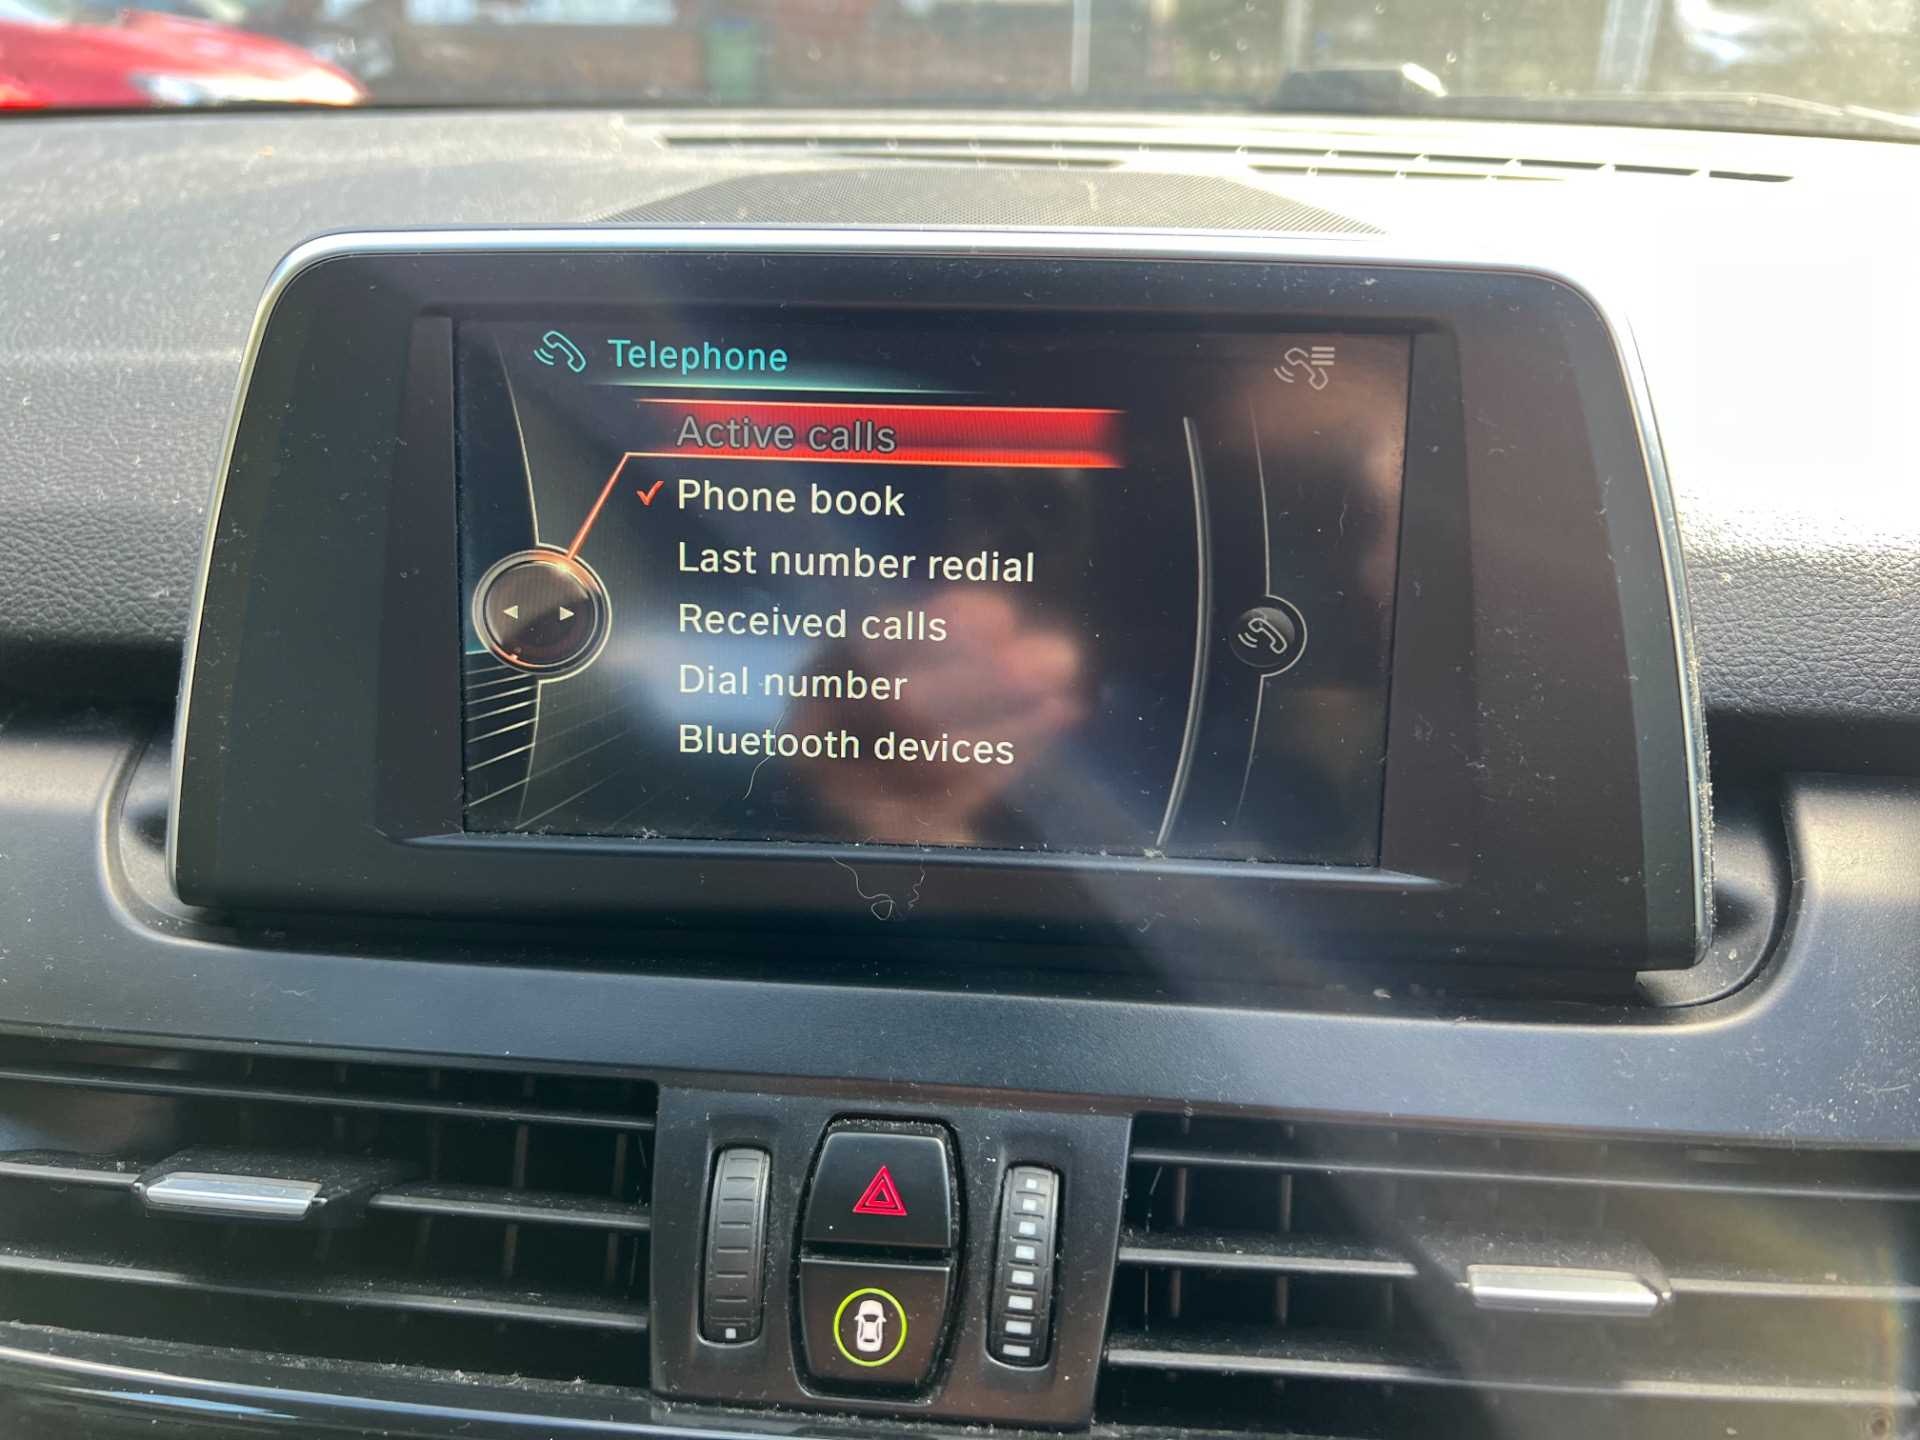 Telephone
Active calls
Phone book
Last number redial
Received calls
Dial number
Bluetooth devices